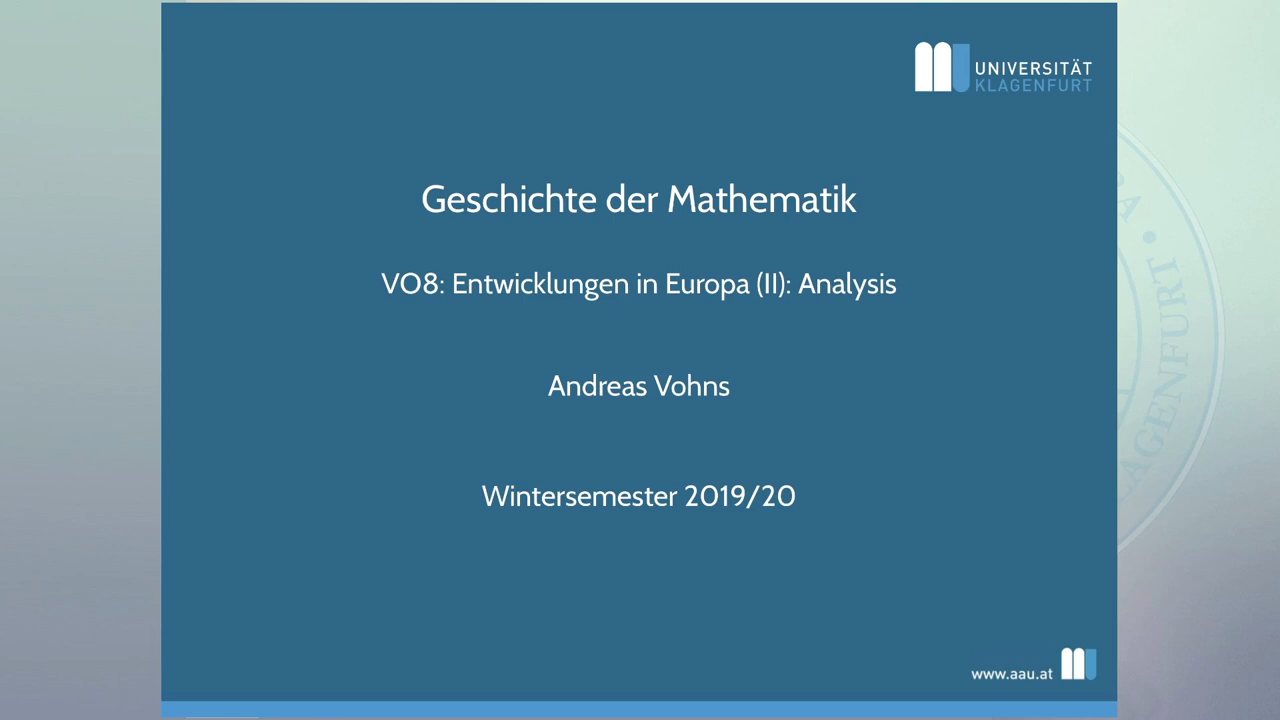 UNIVERSITÄT
KLAGENFURT
Geschichte der Mathematik
VO8: Entwicklungen in Europa (II): Analysis
Andreas Vohns
Wintersemester 2019/20
www.aau.at
AGENFURT